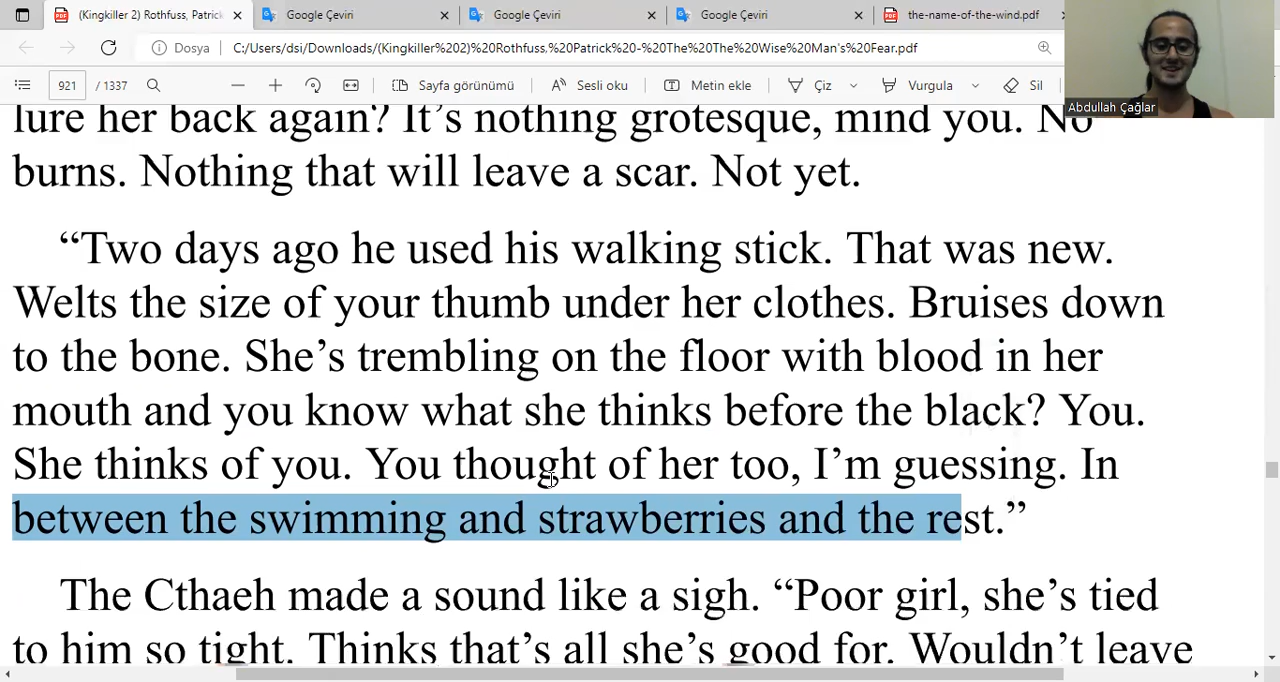 (Kingkiller 2) Rothfuss, Patrick
Google Çeviri
Google Çeviri
Google Çeviri
the-name-of-the-wind.pdf
Dosya
C:/Users/dsi/Downloads/(Kingkiller%202)%20Rothfuss,%20Patrick%20-%20The%20The%20Wise%20Man's%20Fear.pdf
921 / 1337
Sayfa görünümü
Sesli oku
Metin ekle
Çiz
Vurgula
Sil
Abdullah Çağlar
lure her back again? It’s nothing grotesque, mind you. No
burns. Nothing that will leave a scar. Not yet.
“Two days ago he used his walking stick. That was new.
Welts the size of your thumb under her clothes. Bruises down
to the bone. She’s trembling on the floor with blood in her
mouth and you know what she thinks before the black? You.
She thinks of you. You thought of her too, I’m guessing. In
between the swimming and strawberries and the rest.”
The Cthaeh made a sound like a sigh. “Poor girl, she’s tied
to him so tight. Thinks that’s all she’s good for. Wouldn’t leave